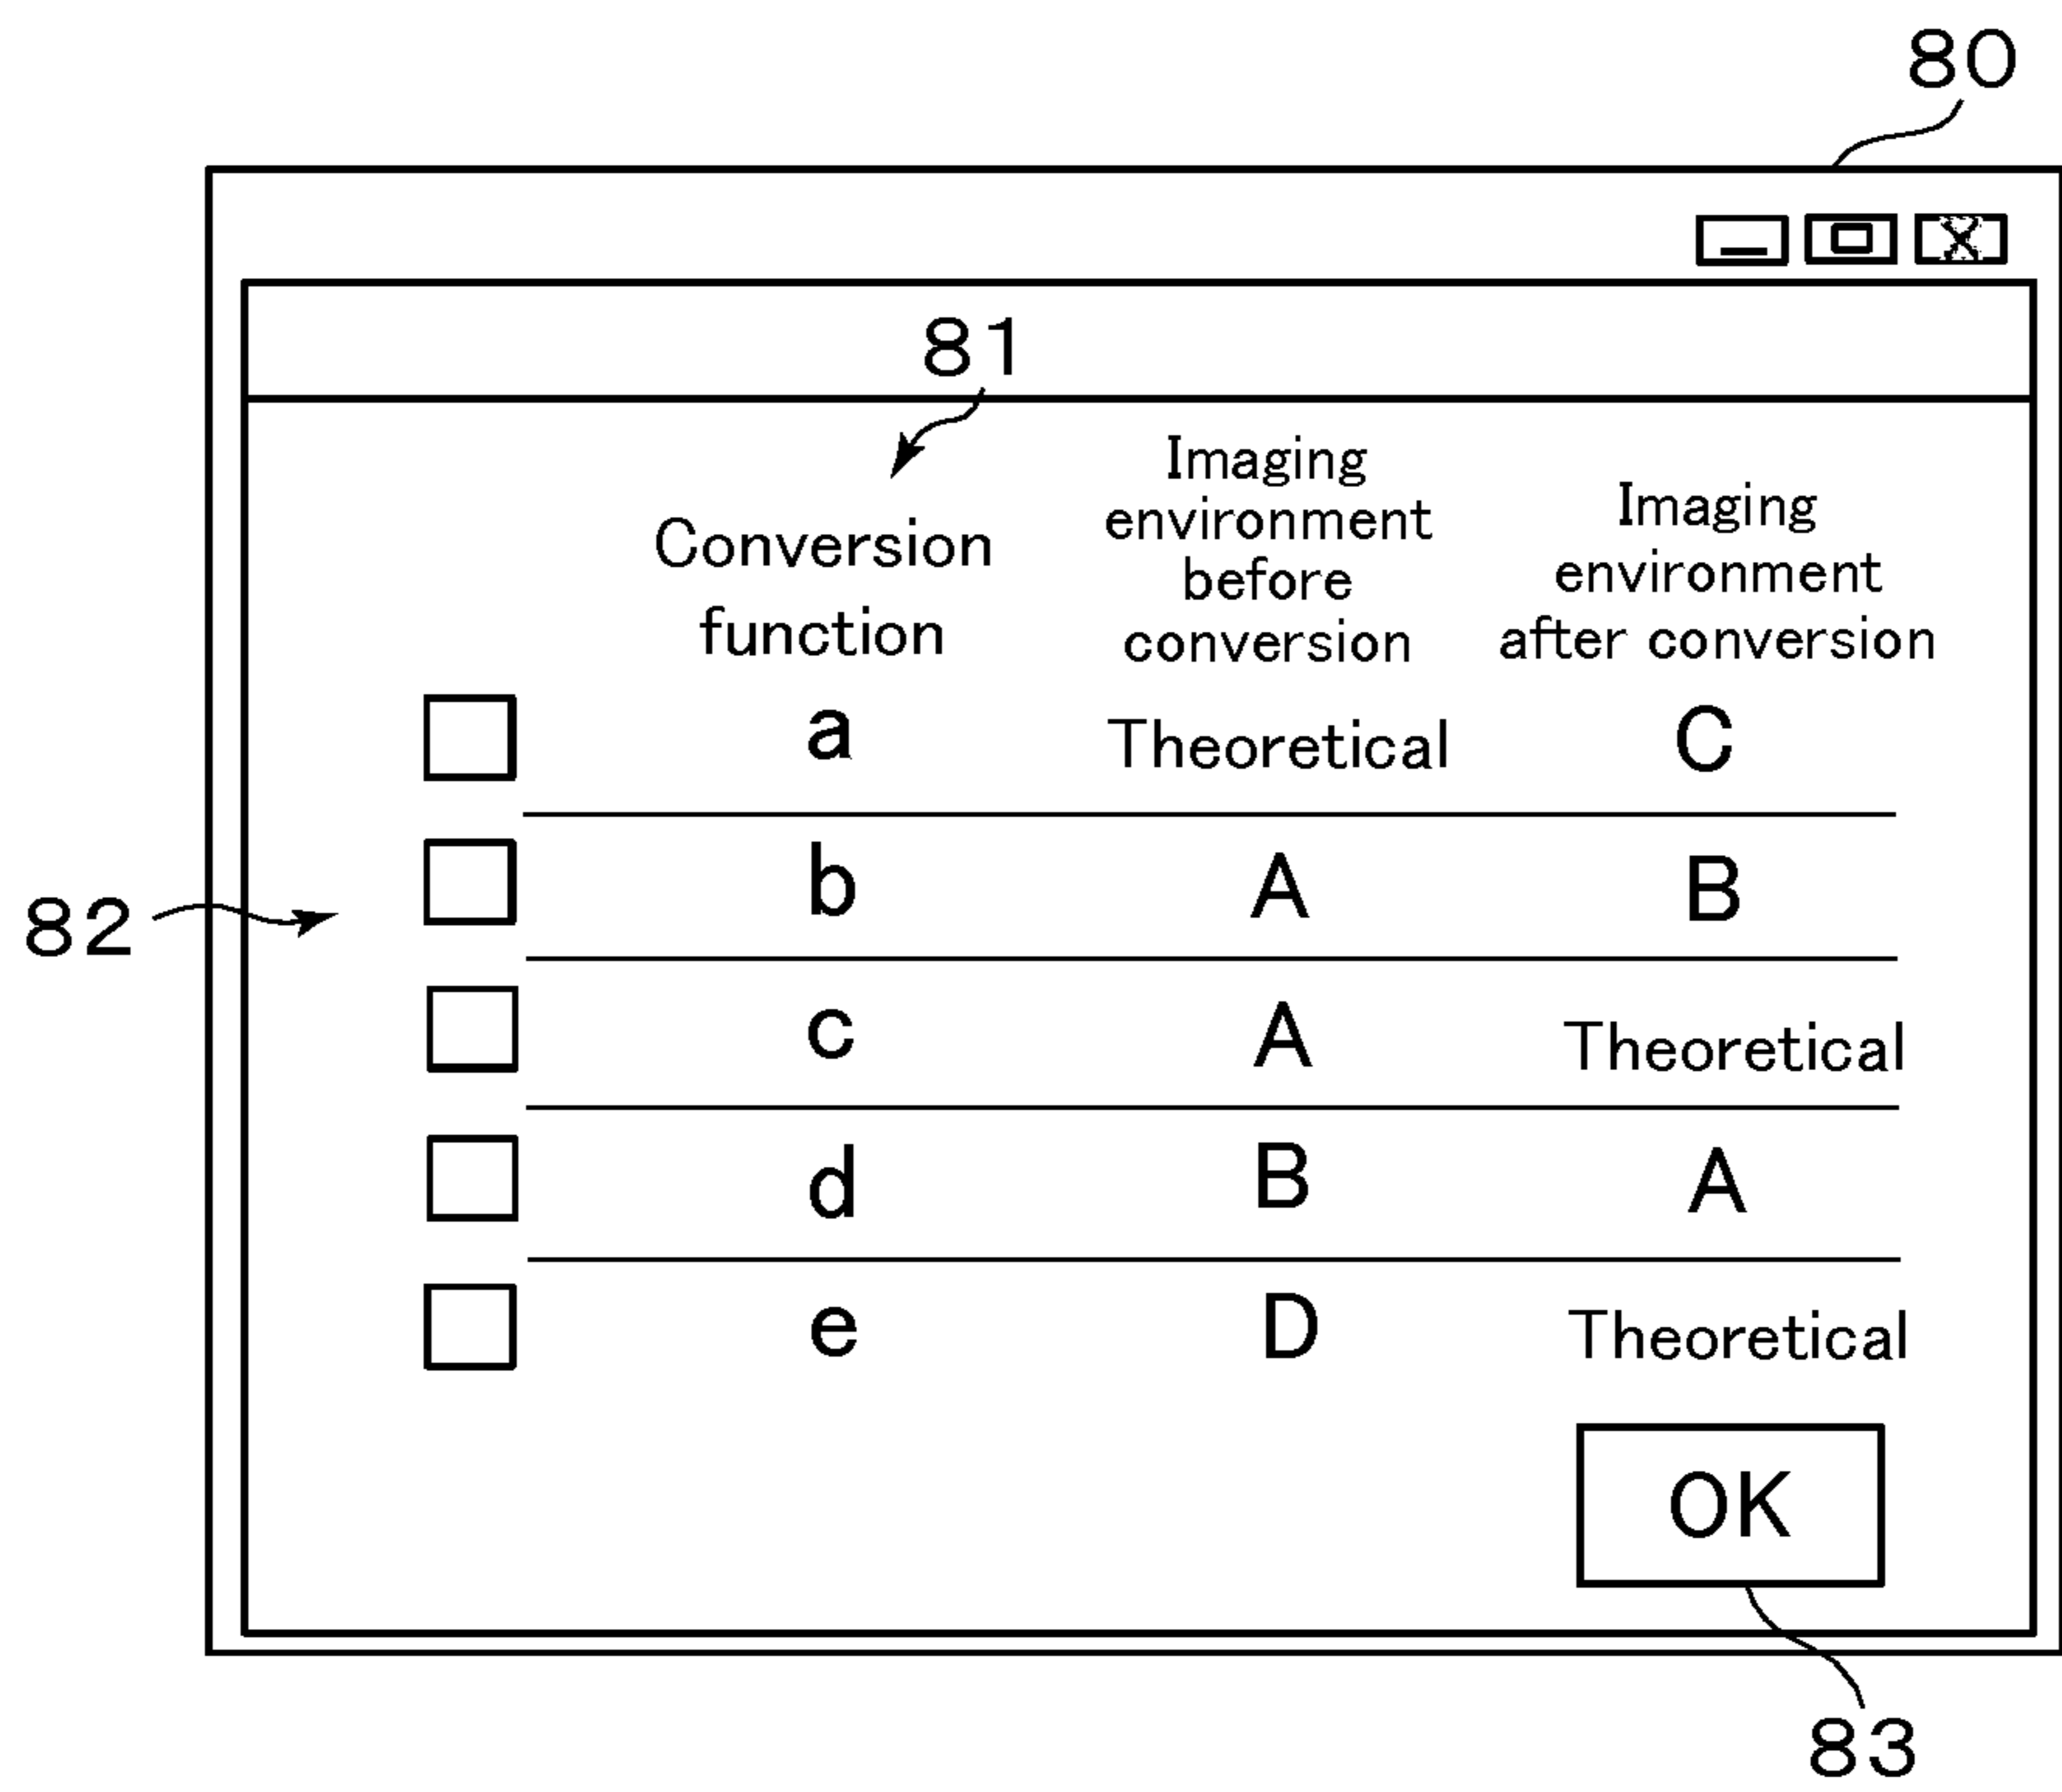 80
81
Conversion
function
Imaging
environment
before
conversion
Imaging
environment
after conversion
a Theoretical C
b A B
82
c A Theoretical
d B A
e D Theoretical
OK
83